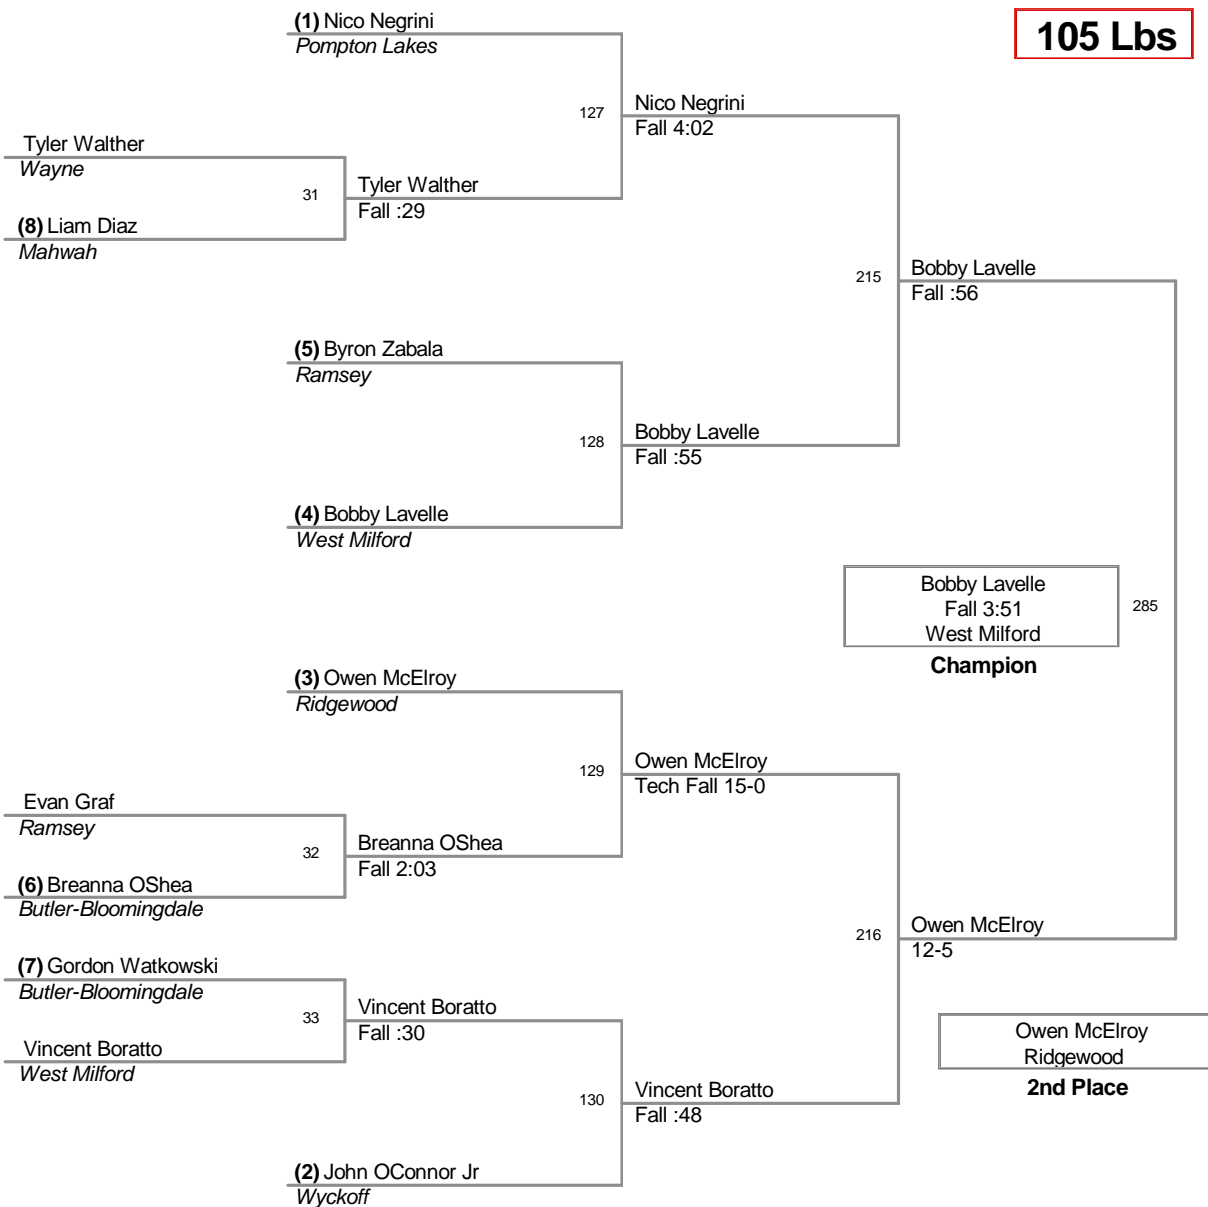 (1) Nico Negrini
Pompton Lakes
105 Lbs
127
Nico Negrini
Fall 4:02
Tyler Walther
Wayne
31
Tyler Walther
Fall :29
(8) Liam Diaz
Mahwah
215
Bobby Lavelle
Fall :56
(5) Byron Zabala
Ramsey
128
Bobby Lavelle
Fall :55
(4) Bobby Lavelle
West Milford
Bobby Lavelle
Fall 3:51
West Milford
285
Champion
(3) Owen McElroy
Ridgewood
129
Owen McElroy
Tech Fall 15-0
Evan Graf
Ramsey
32
Breanna OShea
Fall 2:03
(6) Breanna OShea
Butler-Bloomingdale
216
Owen McElroy
12-5
(7) Gordon Watkowski
Butler-Bloomingdale
33
Vincent Boratto
Fall :30
Vincent Boratto
West Milford
Owen McElroy
Ridgewood
2nd Place
130
Vincent Boratto
Fall :48
(2) John OConnor Jr
Wyckoff